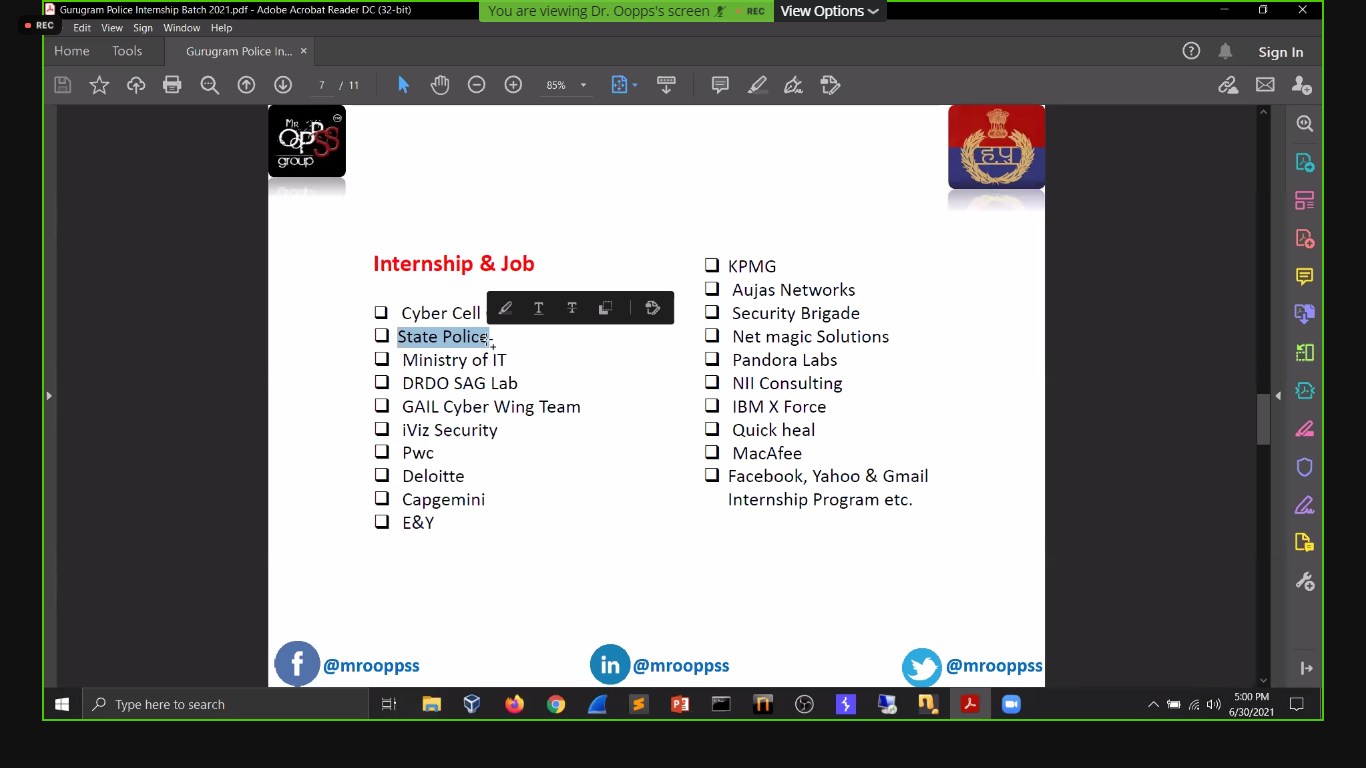 Gurugram Police Internship Batch 2021.pdf - Adobe Acrobat Reader DC (32-bit)
You are viewing Dr. Oopps's screen
REC
View Options
REC
Edit View Sign Window Help
Home Tools Gurugram Police In... ×
Sign In
7 / 11
85%
MR
OOPPSS
group
ह.पु
Internship & Job
Cyber Cell
State Police
Ministry of IT
DRDO SAG Lab
GAIL Cyber Wing Team
iViz Security
Pwc
Deloitte
Capgemini
E&Y
KPMG
Aujas Networks
Security Brigade
Net magic Solutions
Pandora Labs
NII Consulting
IBM X Force
Quick heal
MacAfee
Facebook, Yahoo & Gmail
Internship Program etc.
@mrooppss
@mrooppss
@mrooppss
Type here to search
5:00 PM
6/30/2021